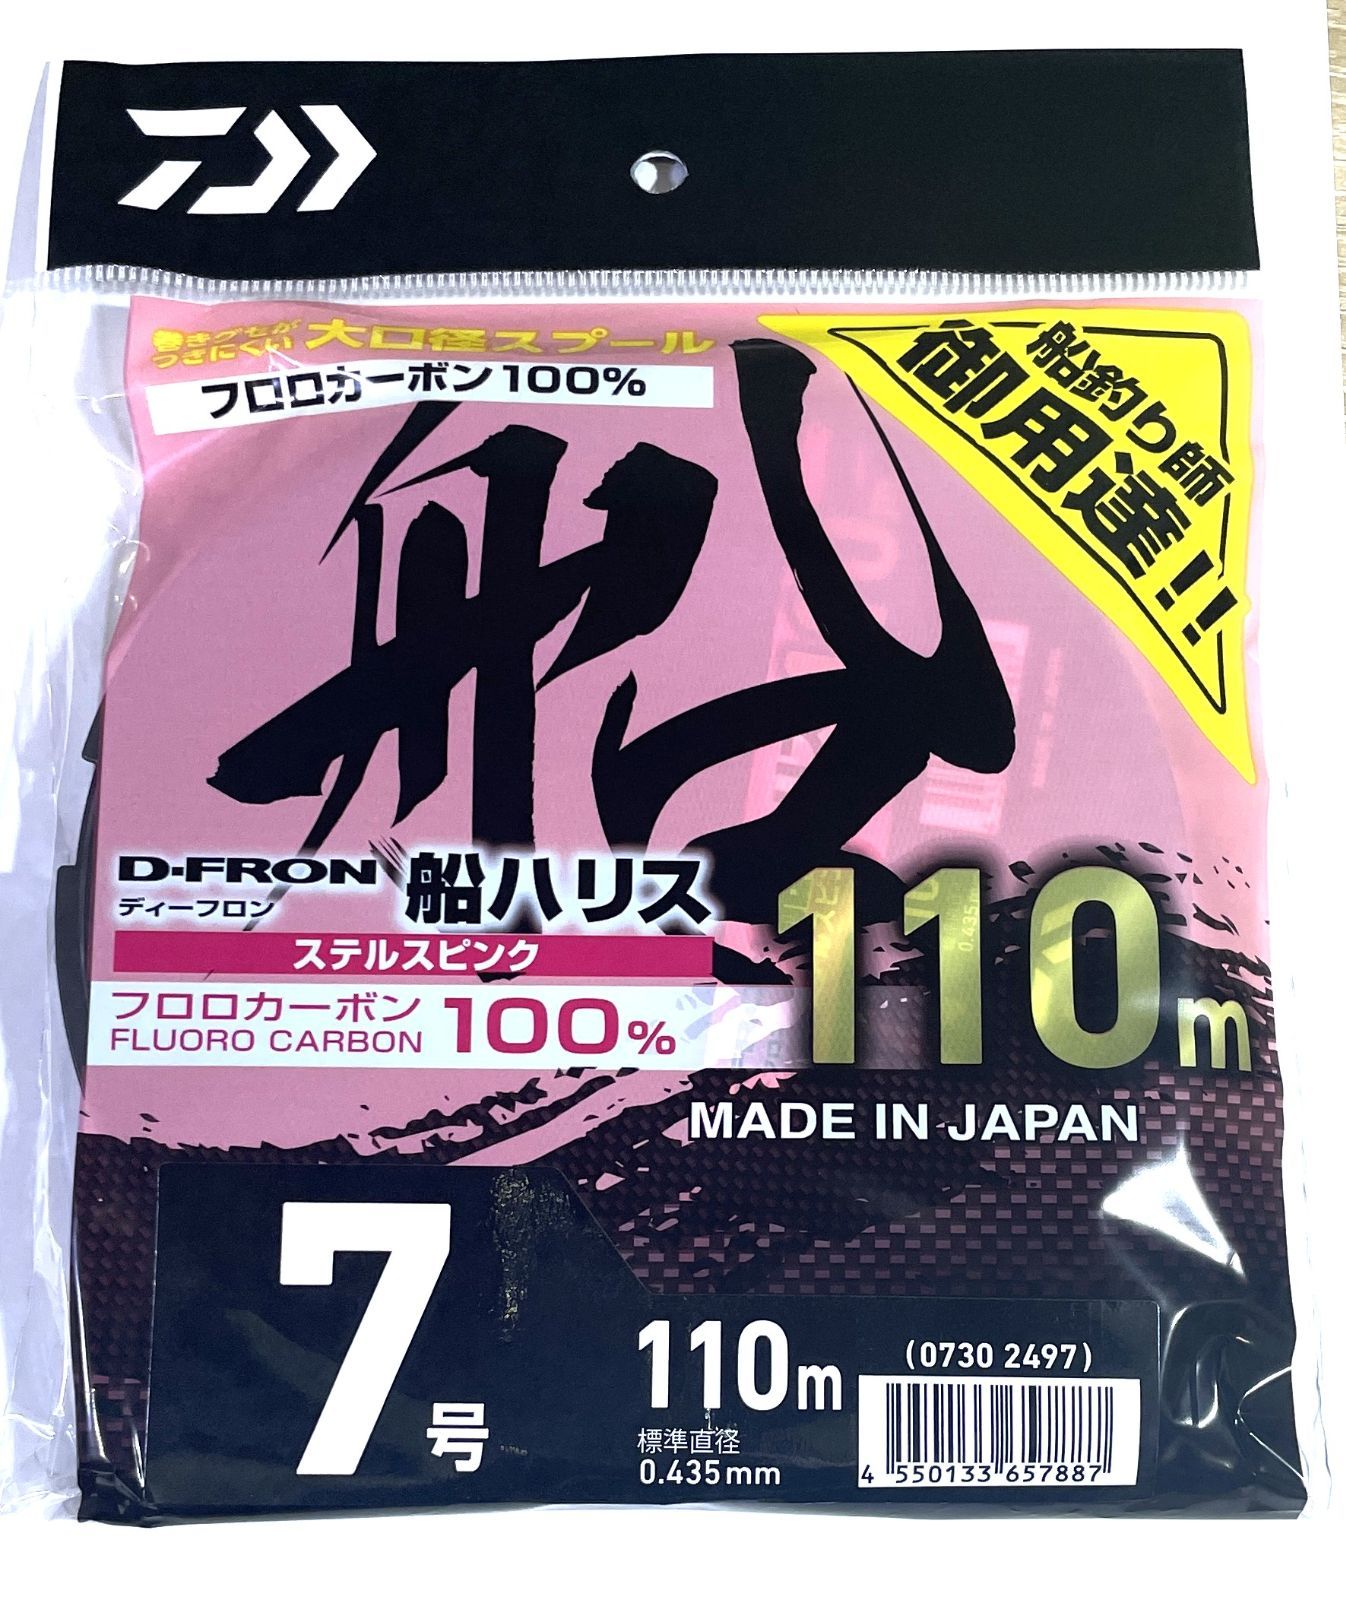 巻きグセが
つきにくい 大口径スプール
フロロカーボン100%
船釣り師
御用達!!
船
D-FRON 船ハリス
ディーフロン
ステルスピンク
フロロカーボン 100%
FLUORO CARBON
110m
MADE IN JAPAN
7号
110m
標準直径
0.435mm
(0730 2497)
4 550133 657887